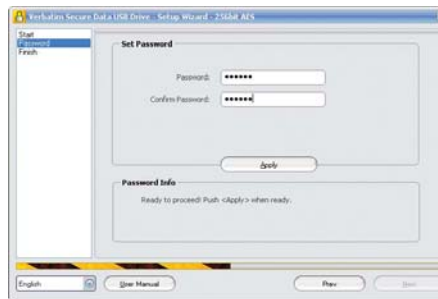 Verbatim Secure Data USB Drive - Setup Wizard - 256bit AES
Start
Password
Finish
Set Password
Password: ••••••
Confirm Password: ••••••
Apply
Password Info
Ready to proceed! Push <Apply> when ready.
English
User Manual
Prev
Next